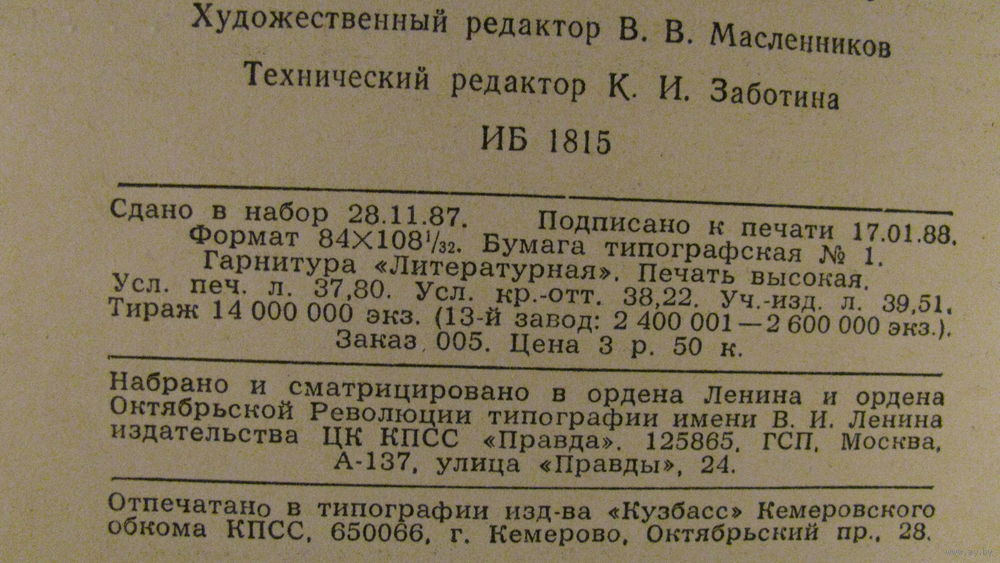 Художественный редактор В. В. Масленников
Технический редактор К. И. Заботина
ИБ 1815
Сдано в набор 28.11.87. Подписано к печати 17.01.88.
Формат 84×108¹/₃₂. Бумага типографская № 1.
Гарнитура «Литературная». Печать высокая.
Усл. печ. л. 37,80. Усл. кр.-отт. 38,22. Уч.-изд. л. 39,51.
Тираж 14 000 000 экз. (13-й завод: 2 400 001—2 600 000 экз.).
Заказ 005. Цена 3 р. 50 к.
Набрано и сматрицировано в ордена Ленина и ордена
Октябрьской Революции типографии имени В. И. Ленина
издательства ЦК КПСС «Правда». 125865, ГСП, Москва,
А-137, улица «Правды», 24.
Отпечатано в типографии изд-ва «Кузбасс» Кемеровского
обкома КПСС, 650066, г. Кемерово, Октябрьский пр., 28.
www.ay.by